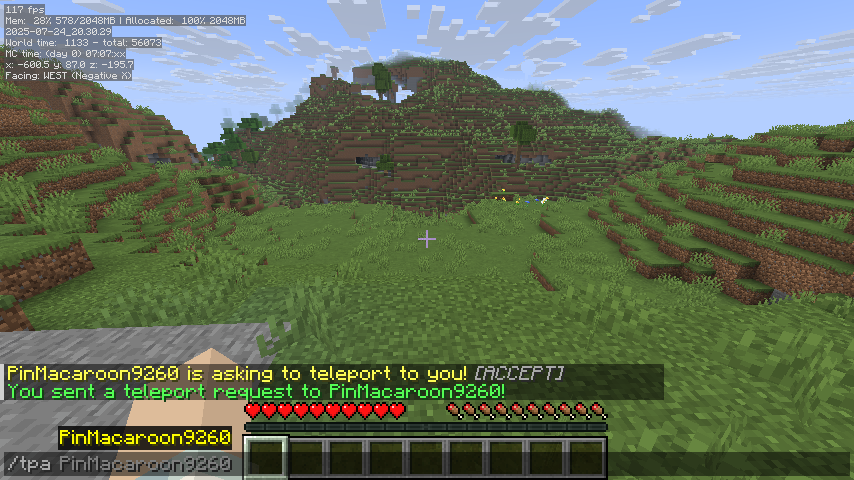 117 fps
Mem: 28% 578/2048MB | Allocated: 100% 2048MB
2025-07-24_20.30.29
World time: 1133 - total: 56073
MC time: (day 0) 07:07:xx
x: -600.5 y: 87.0 z: -195.7
Facing: WEST (Negative X)
PinMacaroon9260 is asking to teleport to you! [ACCEPT]
You sent a teleport request to PinMacaroon9260!
PinMacaroon9260
/tpa PinMacaroon9260